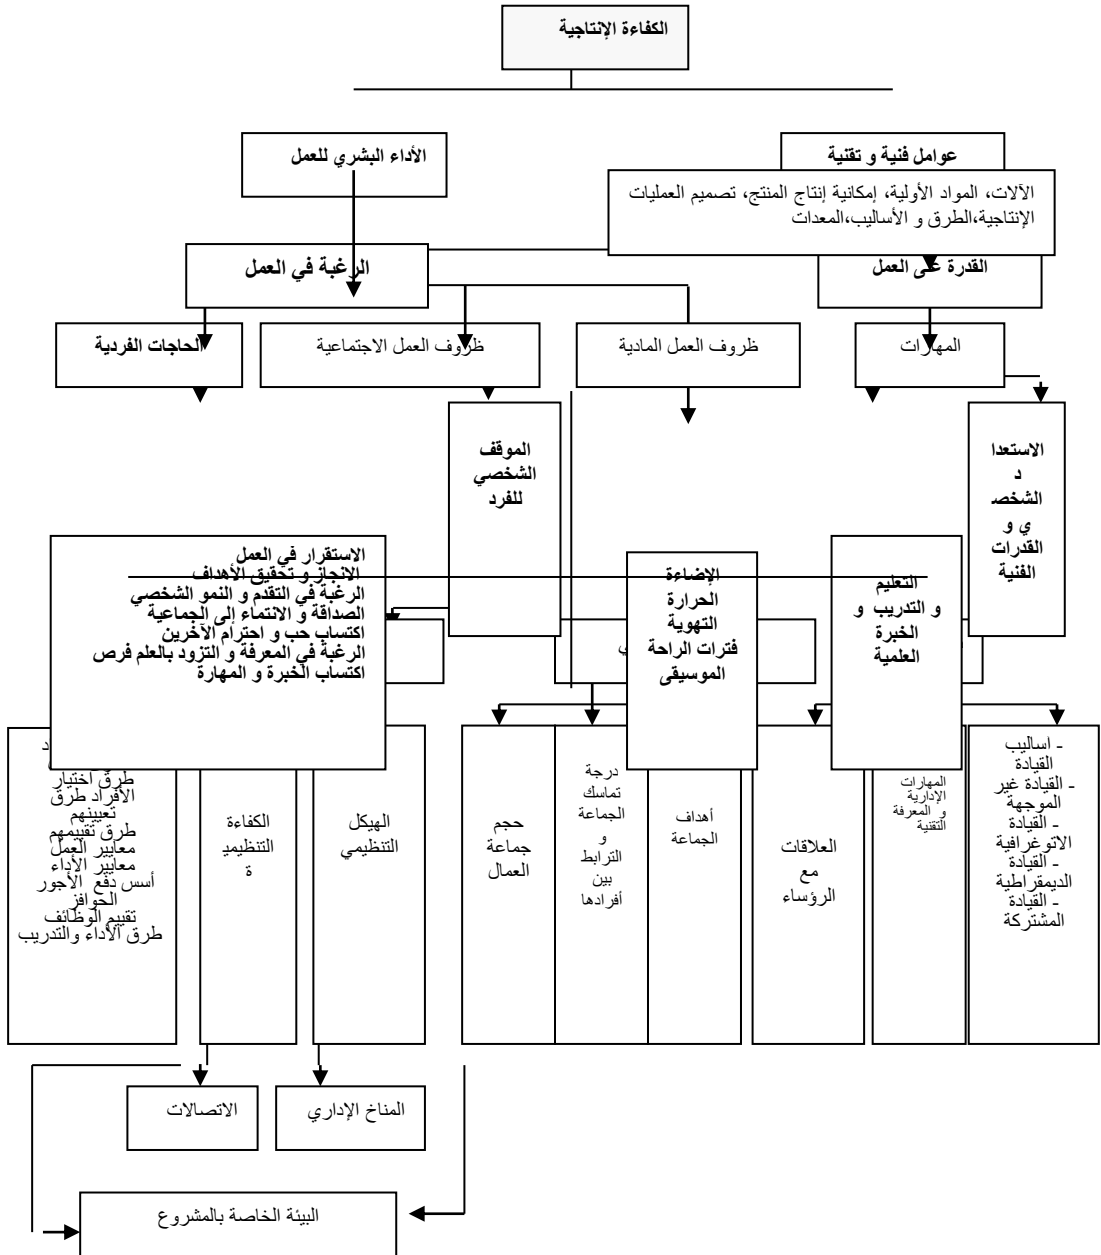 الكفاءة الإنتاجية
عوامل فنية و تقنية
الأداء البشري للعمل
الآلات، المواد الأولية، إمكانية إنتاج المنتج، تصميم العمليات
الإنتاجية،الطرق و الأساليب،المعدات
القدرة على العمل
الرغبة في العمل
المهارات
ظروف العمل المادية
ظروف العمل الاجتماعية
الحاجات الفردية
الاستعدا
د
الشخص
ي و
القدرات
الفنية
الموقف
الشخصي
للفرد
التعليم
و التدريب و
الخبرة
العلمية
الإضاءة
الحرارة
التهوية
فترات الراحة
الموسيقى
الاستقرار في العمل
الانجاز و تحقيق الأهداف
الرغبة في التقدم و النمو الشخصي
الصداقة و الانتماء إلى الجماعية
اكتساب حب و احترام الآخرين
الرغبة في المعرفة و التزود بالعلم فرص
اكتساب الخبرة و المهارة
- اساليب
القيادة
- القيادة غير
الموجهة
- القيادة
الاتوغرافية
- القيادة
الديمقراطية
- القيادة
المشتركة
المهارات
الإدارية
و المعرفة
التقنية
العلاقات
مع
الرؤساء
أهداف
الجماعة
درجة
تماسك
الجماعة
و
الترابط
بين
أفرادها
حجم
جماعة
العمال
الهيكل
التنظيمي
الكفاءة
التنظيمي
ة
طرق اختيار
الأفراد طرق
تعيينهم
طرق تقييمهم
معايير العمل
معايير الأداء
أسس دفع الأجور
الحوافز
تقييم الوظائف
طرق الأداء والتدريب
المناخ الإداري
الاتصالات
البيئة الخاصة بالمشروع